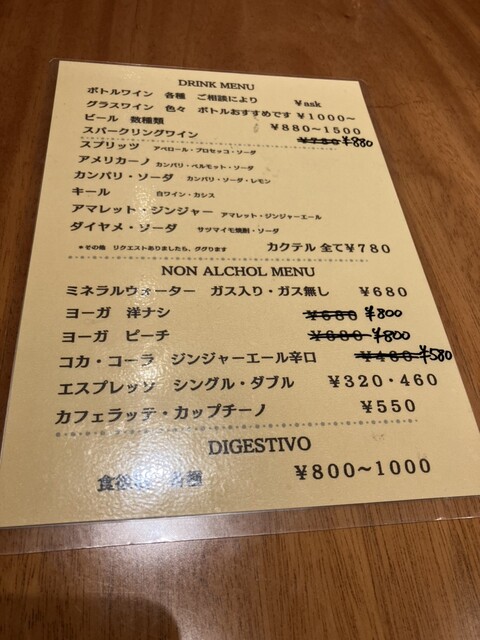 DRINK MENU
ボトルワイン 各種 ご相談により ￥ask
グラスワイン 色々 ボトルおすすめです ￥1000～
ビール 数種類 ￥880～1500
スパークリングワイン ￥780 ￥880
スプリッツ アペロール・プロセッコ・ソーダ
アメリカーノ カンパリ・ベルモット・ソーダ
カンパリ・ソーダ カンパリ・ソーダ・レモン
キール 白ワイン・カシス
アマレット・ジンジャー アマレット・ジンジャーエール
ダイヤメ・ソーダ サツマイモ焼酎・ソーダ
＊その他 リクエストありましたら、ググります カクテル 全て￥780
NON ALCHOL MENU
ミネラルウォーター ガス入り・ガス無し ￥680
ヨーガ 洋ナシ ￥680 ￥800
ヨーガ ピーチ ￥680 ￥800
コカ・コーラ ジンジャーエール辛口 ￥460 ￥580
エスプレッソ シングル・ダブル ￥320・460
カフェラッテ・カップチーノ ￥550
DIGESTIVO
食後酒 各種 ￥800～1000